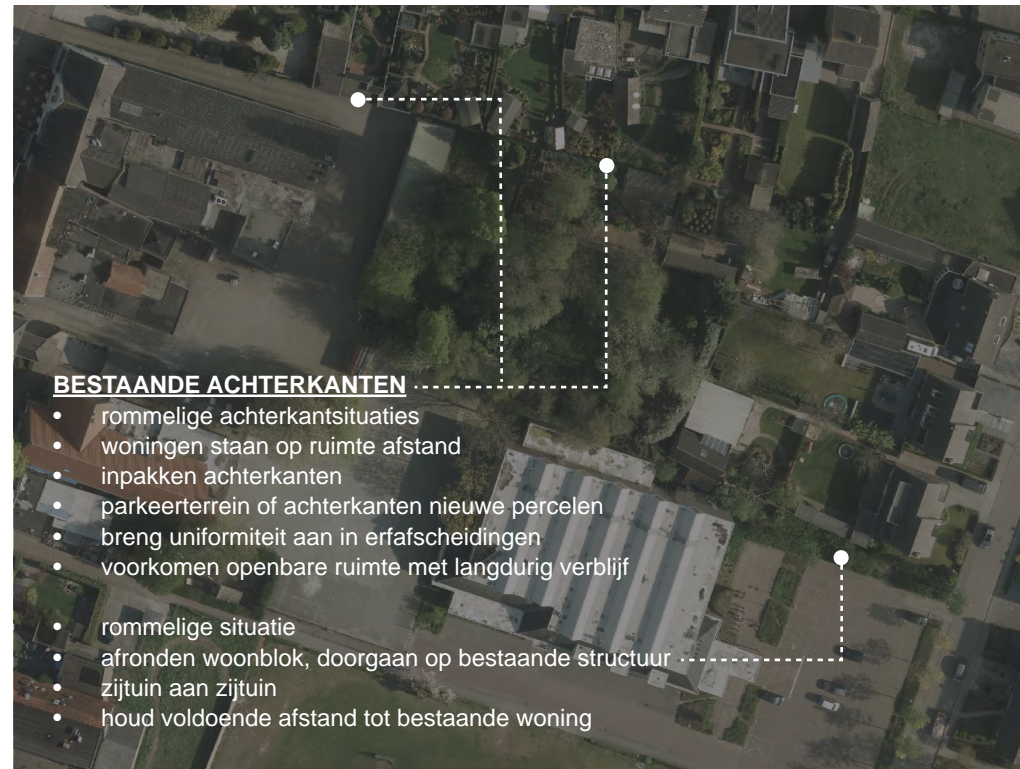 BESTAANDE ACHTERKANTEN
• rommelige achterkantsituaties
• woningen staan op ruimte afstand
• inpakken achterkanten
• parkeerterrein of achterkanten nieuwe percelen
• breng uniformiteit aan in erfafscheidingen
• voorkomen openbare ruimte met langdurig verblijf
• rommelige situatie
• afronden woonblok, doorgaan op bestaande structuur
• zijtuin aan zijtuin
• houd voldoende afstand tot bestaande woning